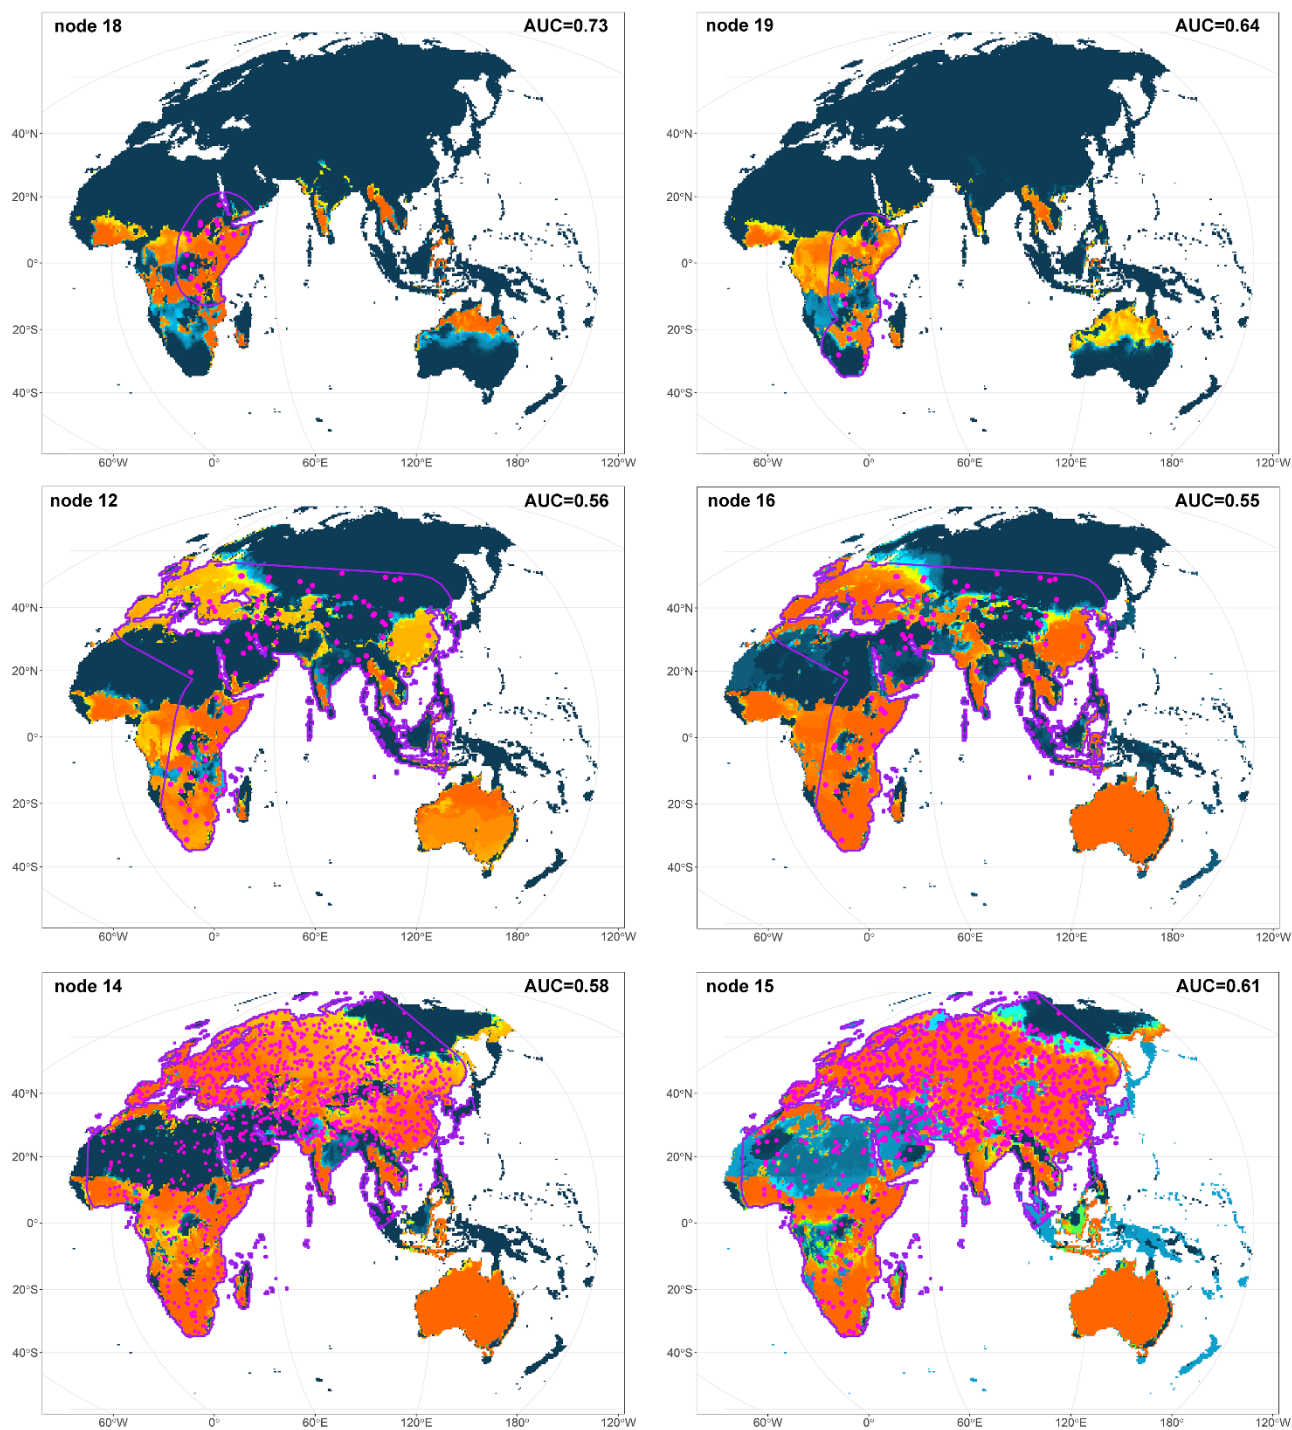 node 18 AUC=0.73
40°N
20°N
0°
20°S
40°S
60°W 0° 60°E 120°E 180° 120°W
node 19 AUC=0.64
40°N
20°N
0°
20°S
40°S
60°W 0° 60°E 120°E 180° 120°W
node 12 AUC=0.56
40°N
20°N
0°
20°S
40°S
60°W 0° 60°E 120°E 180° 120°W
node 16 AUC=0.55
40°N
20°N
0°
20°S
40°S
60°W 0° 60°E 120°E 180° 120°W
node 14 AUC=0.58
40°N
20°N
0°
20°S
40°S
60°W 0° 60°E 120°E 180° 120°W
node 15 AUC=0.61
40°N
20°N
0°
20°S
40°S
60°W 0° 60°E 120°E 180° 120°W